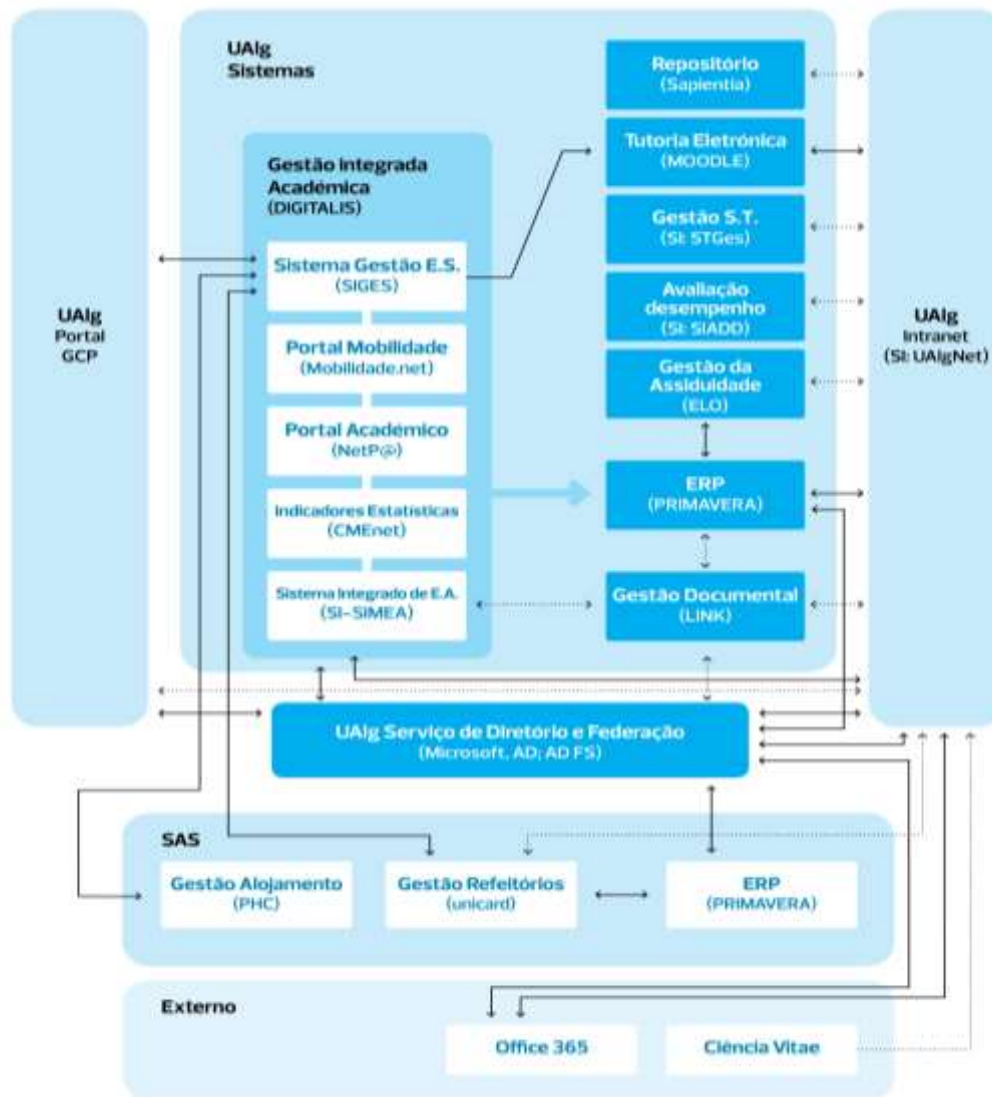 UAlg
Sistemas
Repositório
(Sapientia)
Tutoria Eletrónica
(MOODLE)
Gestão Integrada
Académica
(DIGITALIS)
Gestão S.T.
(SI: STGes)
Sistema Gestão E.S.
(SIGES)
Avaliação
desempenho
(SI: SIADD)
UAlg
Portal
GCP
UAlg
Intranet
(SI: UAlgNet)
Portal Mobilidade
(Mobilidade.net)
Gestão da
Assiduidade
(ELO)
Portal Académico
(NetP@)
ERP
(PRIMAVERA)
Indicadores Estatísticas
(CMEnet)
Sistema Integrado de E.A.
(SI-SIMEA)
Gestão Documental
(LINK)
UAlg Serviço de Diretório e Federação
(Microsoft, AD; AD FS)
SAS
Gestão Alojamento
(PHC)
Gestão Refeitórios
(unicard)
ERP
(PRIMAVERA)
Externo
Office 365
Ciência Vitae